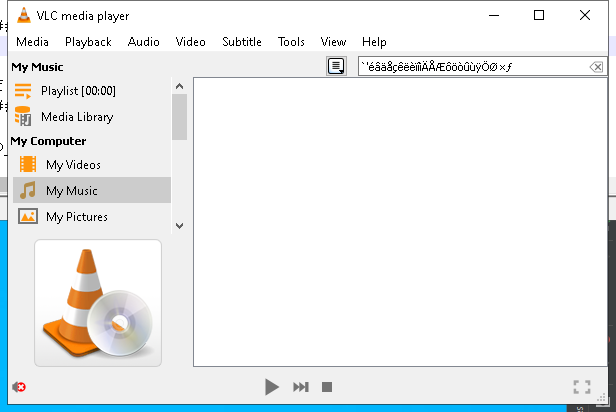 VLC media player
Media Playback Audio Video Subtitle Tools View Help
My Music
`'éâäåçêëèïîìÄÅÆôöòûùÿÖØ×ƒ
Playlist [00:00]
Media Library
My Computer
My Videos
My Music
My Pictures